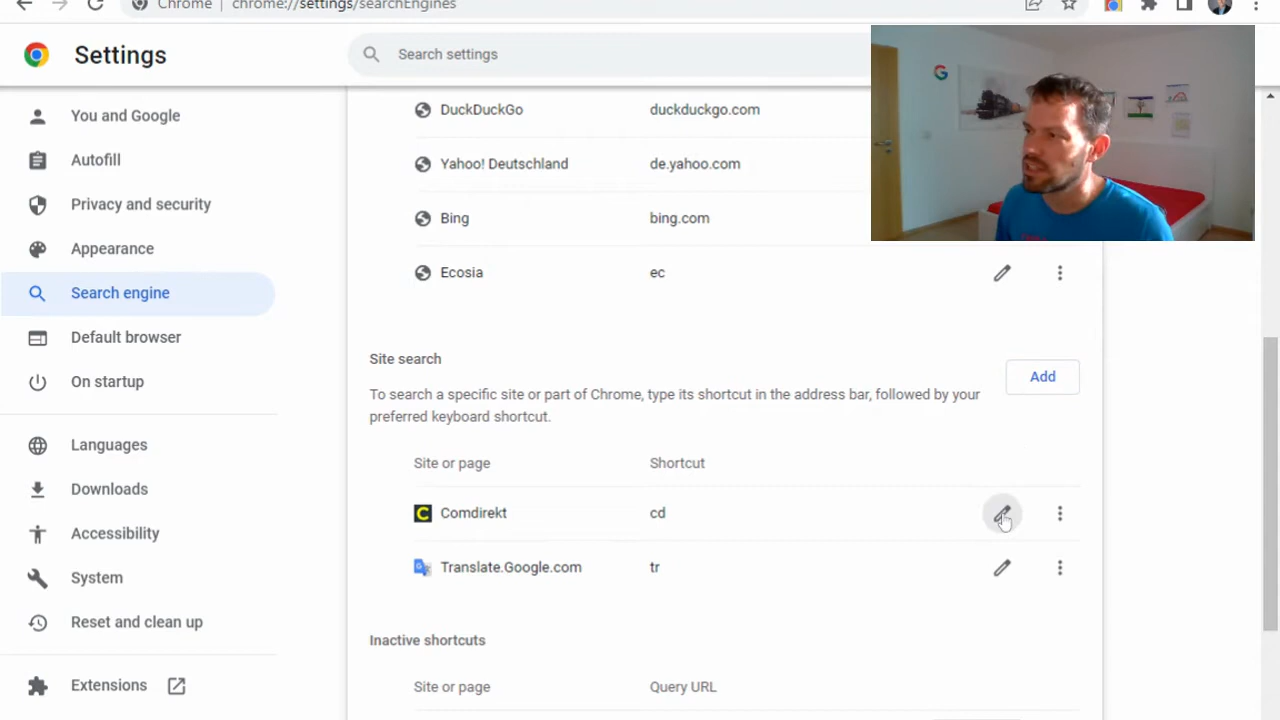 Chrome | chrome://settings/searchEngines
Settings
Search settings
You and Google
Autofill
Privacy and security
Appearance
Search engine
Default browser
On startup
Languages
Downloads
Accessibility
System
Reset and clean up
Extensions
DuckDuckGo duckduckgo.com
Yahoo! Deutschland de.yahoo.com
Bing bing.com
Ecosia ec
Site search
Add
To search a specific site or part of Chrome, type its shortcut in the address bar, followed by your
preferred keyboard shortcut.
Site or page Shortcut
Comdirekt cd
Translate.Google.com tr
Inactive shortcuts
Site or page Query URL